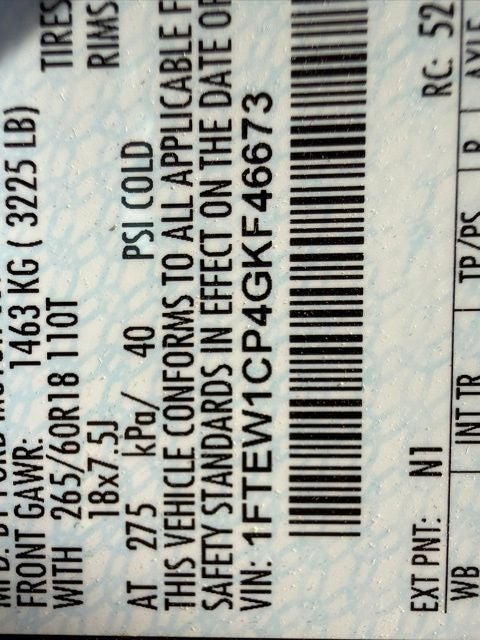 FRONT GAWR: 1463 KG ( 3225 LB) TIRES
WITH 265/60R18 110T RIMS
18x7.5J
AT 275 kPa/ 40 PSI COLD
THIS VEHICLE CONFORMS TO ALL APPLICABLE F
SAFETY STANDARDS IN EFFECT ON THE DATE OF
VIN: 1FTEW1CP4GKF46673
EXT PNT: N1 RC: 52
WB INT TR TP/PS R AXLE